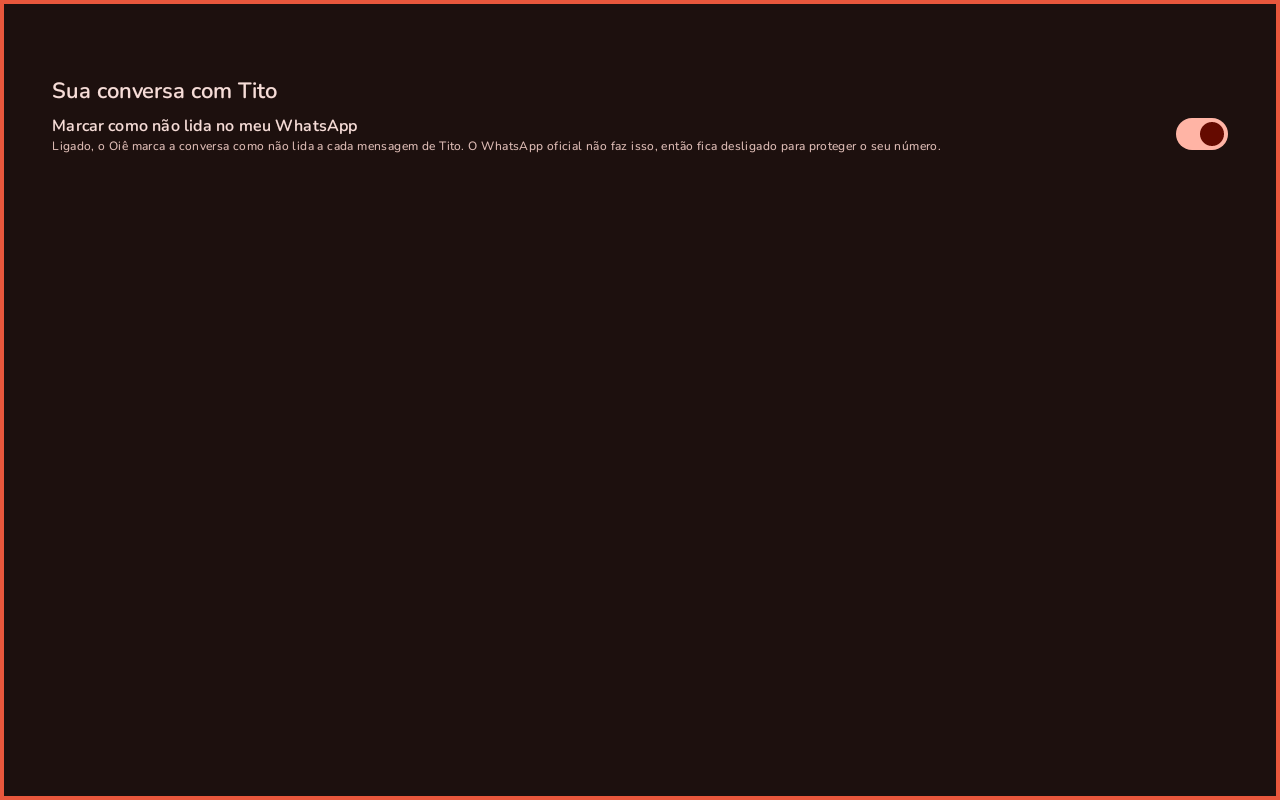 Sua conversa com Tito
Marcar como não lida no meu WhatsApp
Ligado, o Oiê marca a conversa como não lida a cada mensagem de Tito. O WhatsApp oficial não faz isso, então fica desligado para proteger o seu número.